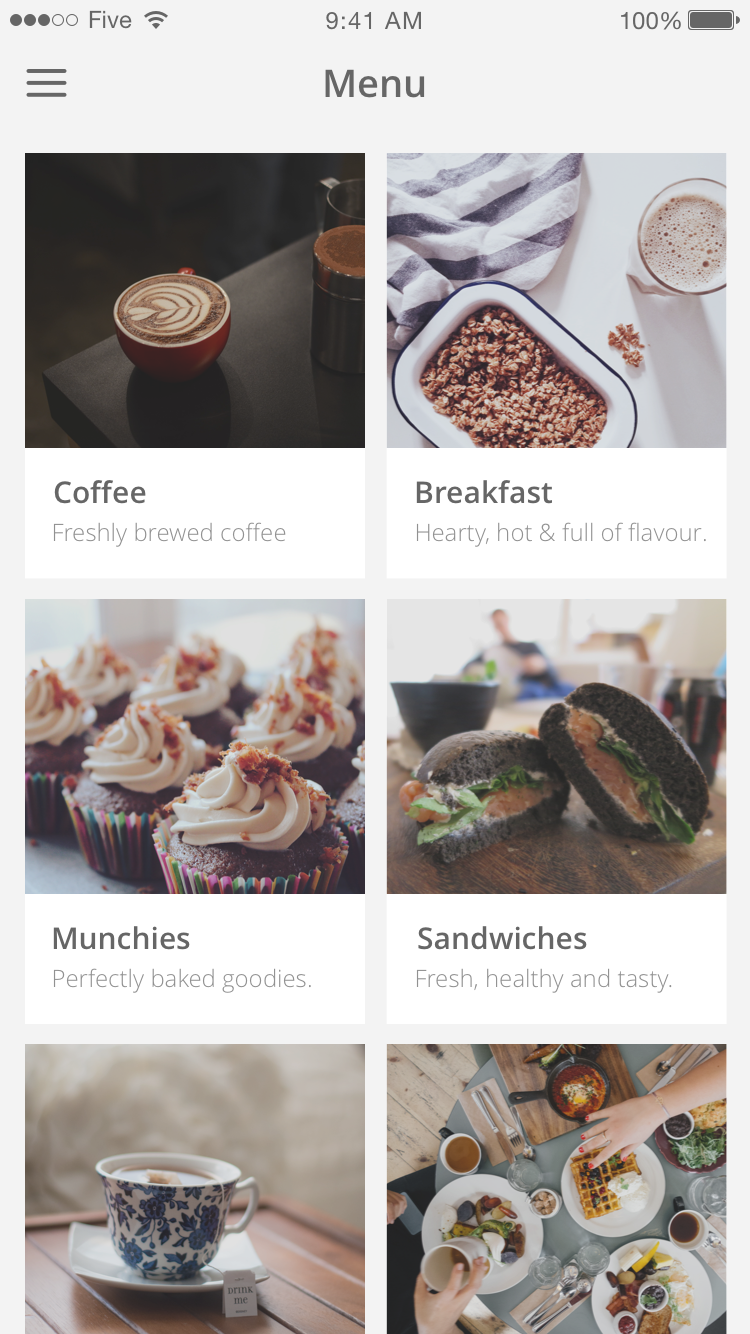 Five 9:41 AM 100%
Menu
Coffee
Freshly brewed coffee
Breakfast
Hearty, hot & full of flavour.
Munchies
Perfectly baked goodies.
Sandwiches
Fresh, healthy and tasty.
DRINK
me